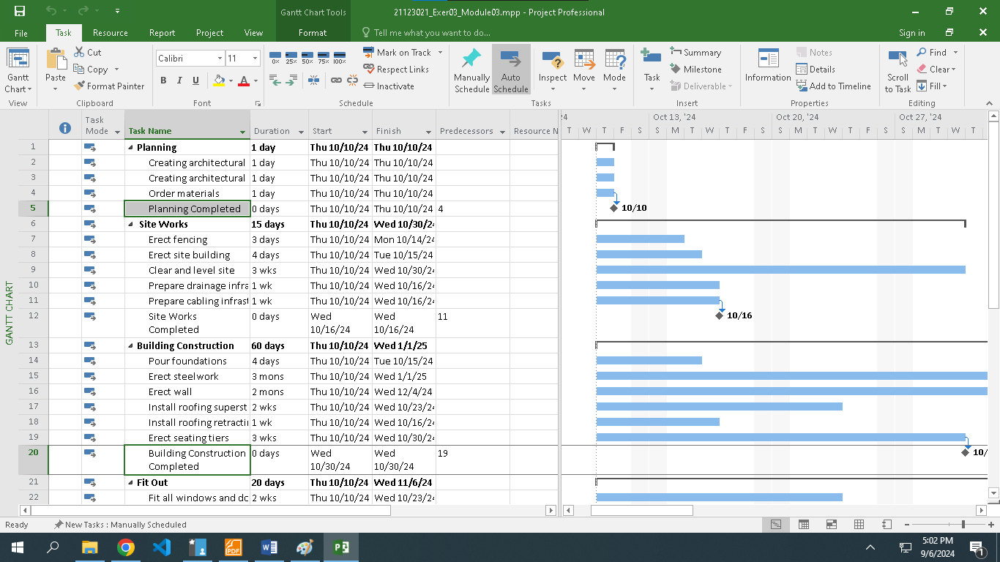 Gantt Chart Tools
21123021_Exer03_Module03.mpp - Project Professional
File Task Resource Report Project View Format Tell me what you want to do... Sign in
Gantt Chart
View
Paste
Cut
Copy
Format Painter
Clipboard
Calibri 11
B I U A
Font
0% 25% 50% 75% 100%
Mark on Track
Respect Links
Inactivate
Schedule
Manually Schedule
Auto Schedule
Inspect Move Mode
Tasks
Task
Summary
Milestone
Deliverable
Insert
Information
Notes
Details
Add to Timeline
Properties
Scroll to Task
Find
Clear
Fill
Editing
GANTT CHART
Task Mode Task Name Duration Start Finish Predecessors Resource N
24 Oct 13, '24 Oct 20, '24 Oct 27, '24
T W T F S S M T W T F S S M T W T F S S M T W T
1 Planning 1 day Thu 10/10/24 Thu 10/10/24
2 Creating architectural 1 day Thu 10/10/24 Thu 10/10/24
3 Creating architectural 1 day Thu 10/10/24 Thu 10/10/24
4 Order materials 1 day Thu 10/10/24 Thu 10/10/24
5 Planning Completed 0 days Thu 10/10/24 Thu 10/10/24 4 10/10
6 Site Works 15 days Thu 10/10/24 Wed 10/30/24
7 Erect fencing 3 days Thu 10/10/24 Mon 10/14/24
8 Erect site building 4 days Thu 10/10/24 Tue 10/15/24
9 Clear and level site 3 wks Thu 10/10/24 Wed 10/30/24
10 Prepare drainage infra 1 wk Thu 10/10/24 Wed 10/16/24
11 Prepare cabling infrast 1 wk Thu 10/10/24 Wed 10/16/24
12 Site Works Completed 0 days Wed 10/16/24 Wed 10/16/24 11 10/16
13 Building Construction 60 days Thu 10/10/24 Wed 1/1/25
14 Pour foundations 4 days Thu 10/10/24 Tue 10/15/24
15 Erect steelwork 3 mons Thu 10/10/24 Wed 1/1/25
16 Erect wall 2 mons Thu 10/10/24 Wed 12/4/24
17 Install roofing superst 2 wks Thu 10/10/24 Wed 10/23/24
18 Install roofing retracti 1 wk Thu 10/10/24 Wed 10/16/24
19 Erect seating tiers 3 wks Thu 10/10/24 Wed 10/30/24
20 Building Construction Completed 0 days Wed 10/30/24 Wed 10/30/24 19 10/
21 Fit Out 20 days Thu 10/10/24 Wed 11/6/24
22 Fit all windows and do 2 wks Thu 10/10/24 Wed 10/23/24
Ready New Tasks : Manually Scheduled
5:02 PM
9/6/2024
1